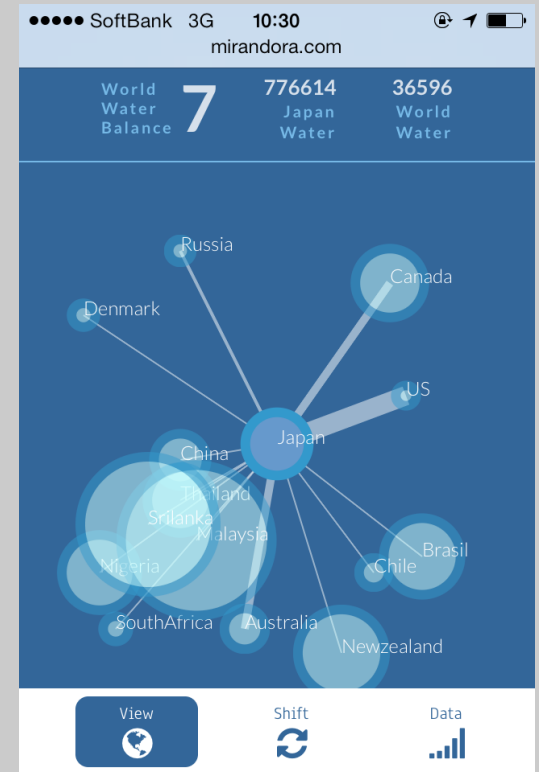 SoftBank 3G 10:30
mirandora.com
World Water Balance 7
776614
Japan Water
36596
World Water
Russia
Canada
Denmark
US
Japan
China
Thailand
Srilanka
Malaysia
Brasil
Nigeria
Chile
SouthAfrica
Australia
Newzealand
View
Shift
Data